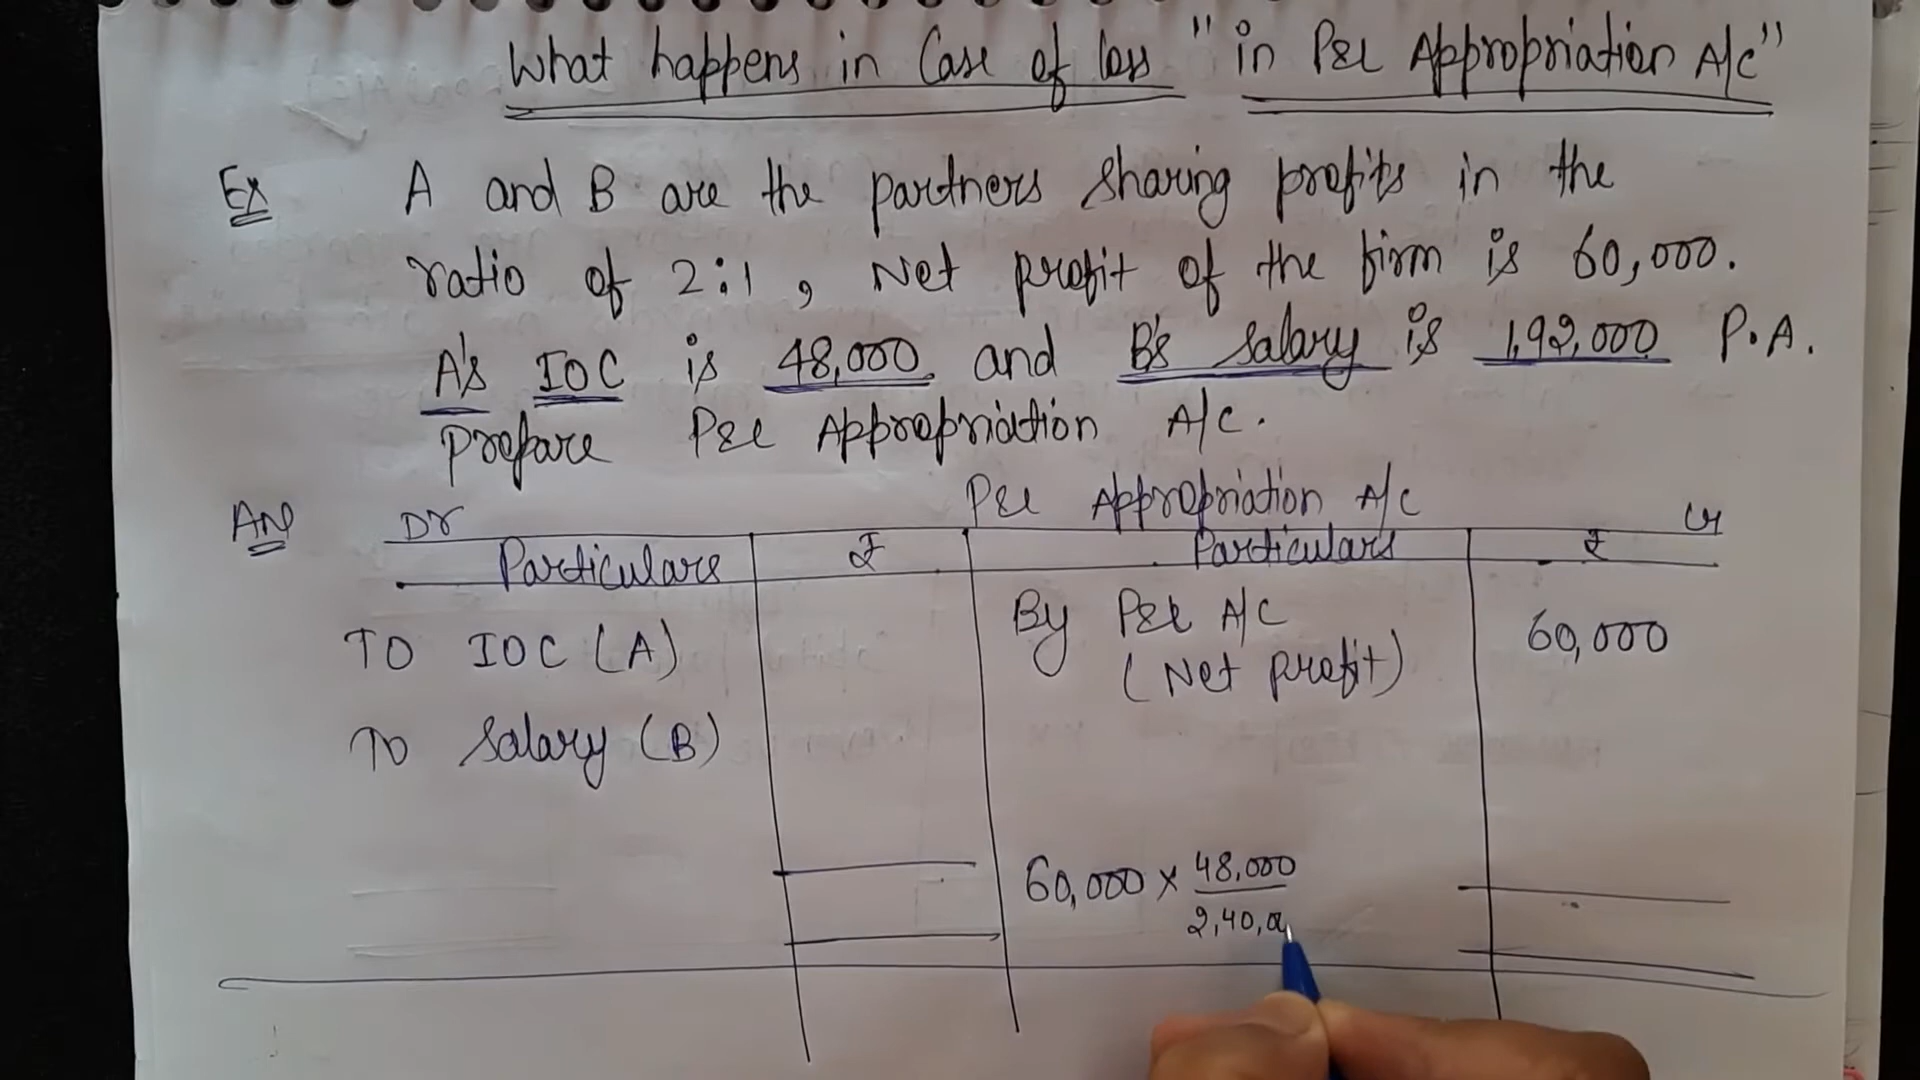 What happens in Case of loss "in P&L Appropriation A/c"
Ex A and B are the partners sharing profits in the
ratio of 2:1, Net profit of the firm is 60,000.
A's IOC is 48,000 and B's salary is 1,92,000 P.A.
Prepare P&L Appropriation A/C.
Ans Dr P&L Appropriation A/C Cr
Particulars ₹ Particulars ₹
TO IOC (A) By P&L A/C 60,000
(Net profit)
To Salary (B)
60,000 × 48,000
2,40,0